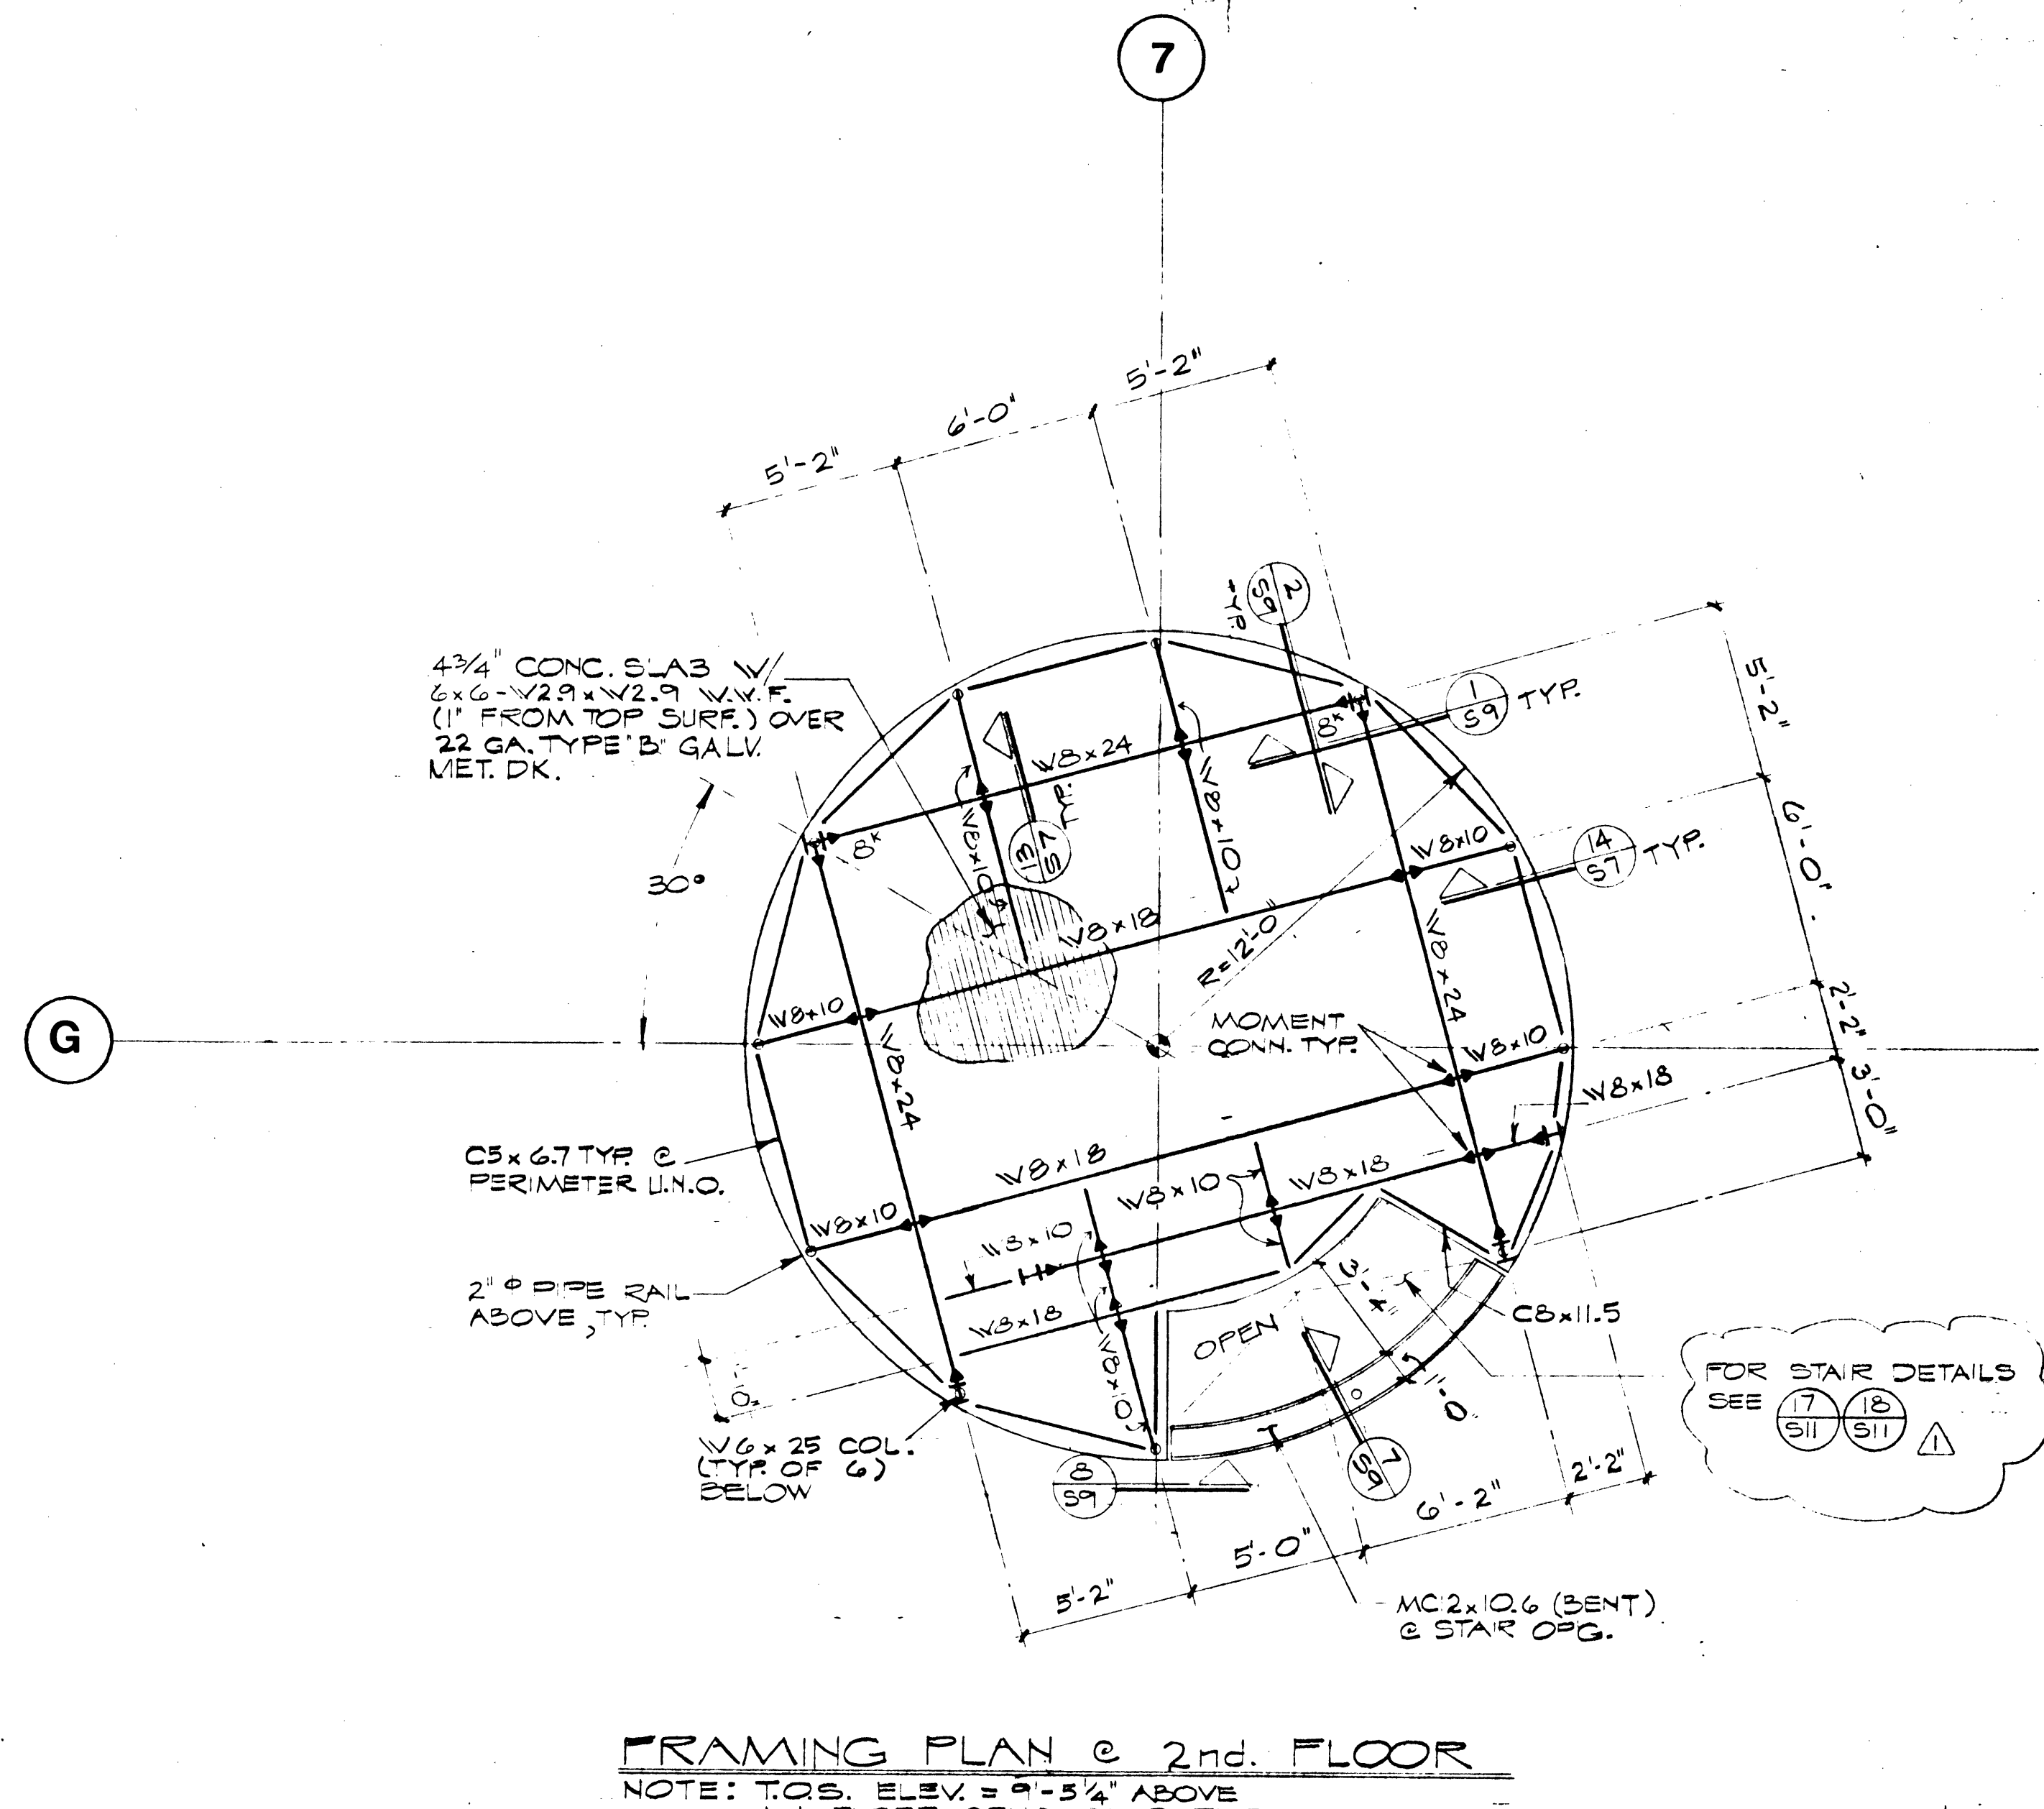 7
5'-2"
6'-0"
5'-2"
2
S9
TYP.
4 3/4" CONC. SLAB W/
6x6-W2.9xW2.9 W.W.F.
(1" FROM TOP SURF.) OVER
22 GA. TYPE "B" GALV.
MET. DK.
1
S9
TYP.
5'-2"
8K
W8x24
TYP.
13
S7
W8x10
W8x10
8K
30°
W8x10
14
S7
TYP.
6'-0"
W8x18
R=12'-0"
W8x24
W8x10
G
W8x24
MOMENT
CONN. TYP.
W8x10
2'-2"
W8x18
3'-0"
C5x6.7 TYP. @
PERIMETER U.N.O.
W8x18
W8x10
W8x18
W8x10
W8x10
2" Φ PIPE RAIL
ABOVE, TYP.
W8x18
W8x10
OPEN
C8x11.5
FOR STAIR DETAILS
SEE
17
S11
18
S11
1
W6x25 COL.
(TYP. OF 6)
BELOW
8
S9
7
S9
2'-2"
6'-2"
5'-0"
5'-2"
(BENT)
@ STAIR OPG.
FRAMING PLAN @ 2nd. FLOOR
NOTE: T.O.S. ELEV. = 9'-5 1/4" ABOVE